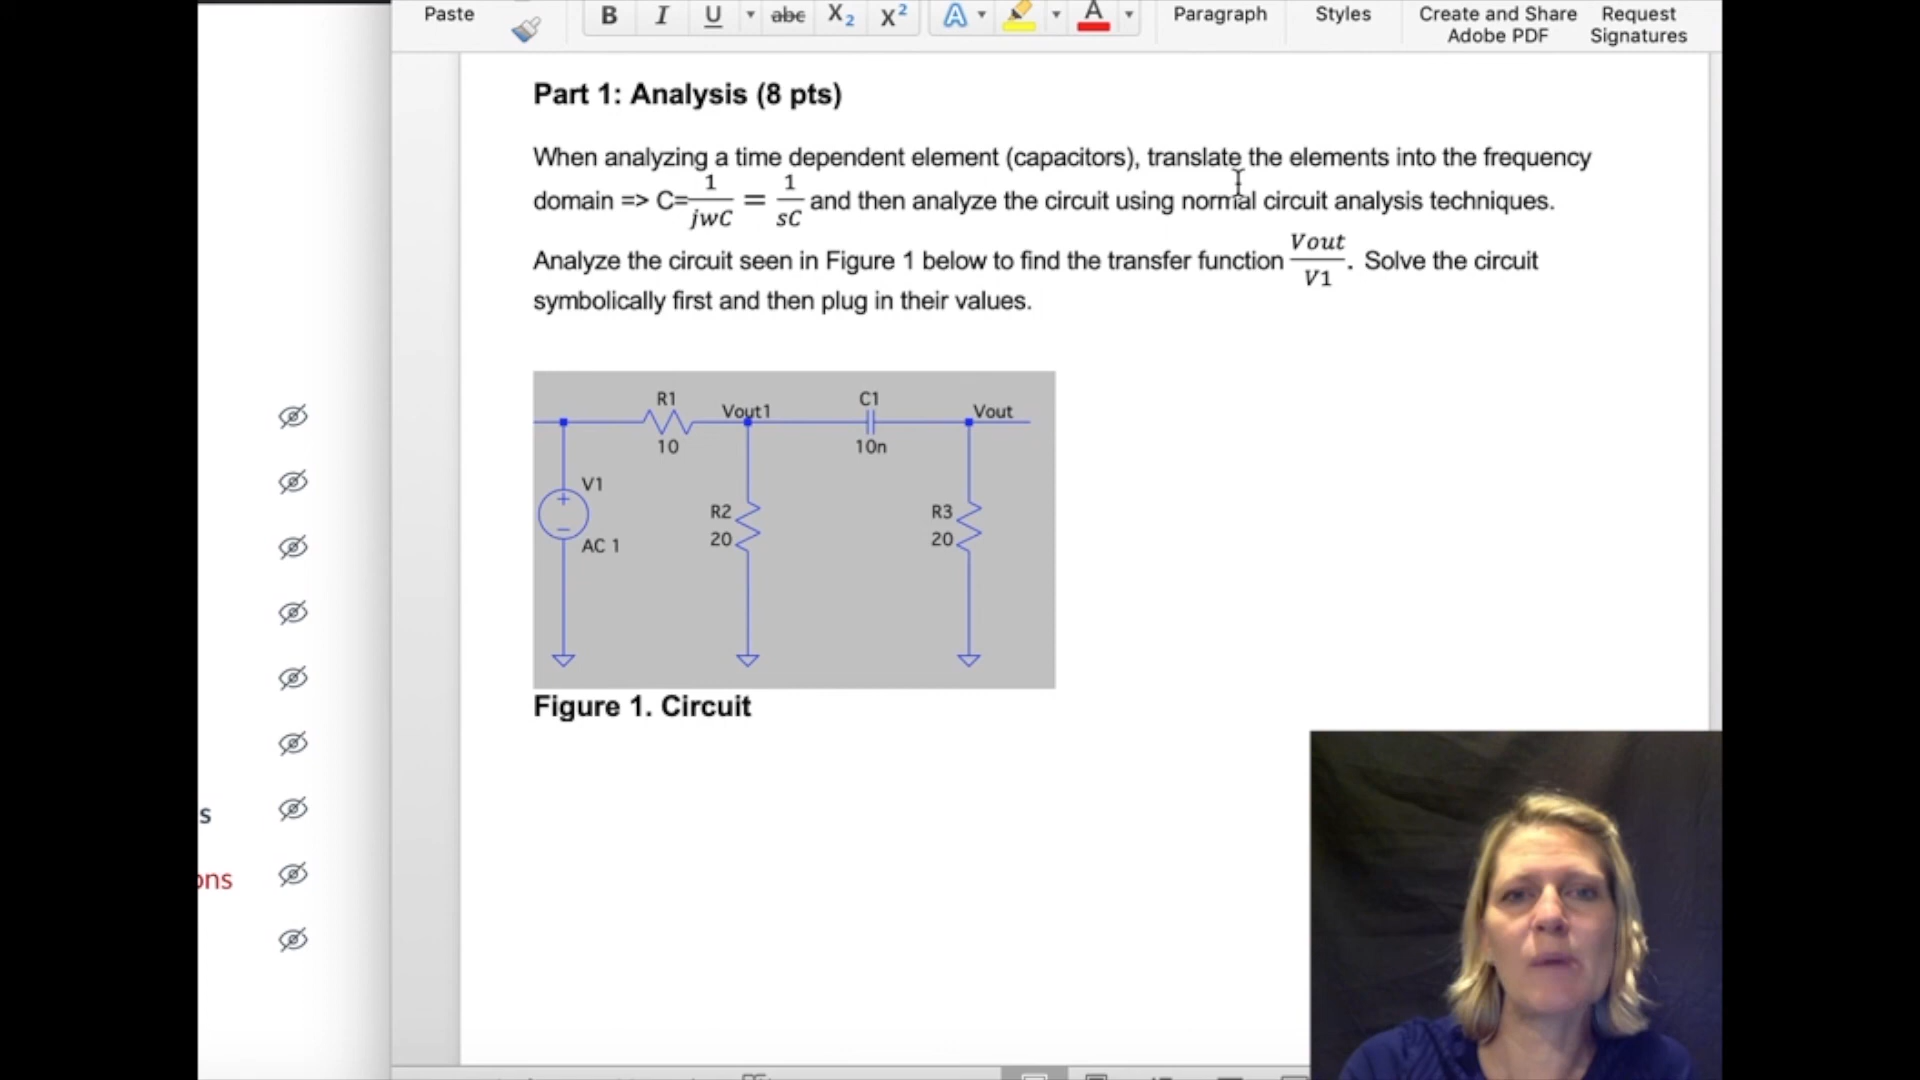 Paste
B I U abc X₂ X² A A
Paragraph
Styles
Create and Share
Adobe PDF
Request
Signatures
Part 1: Analysis (8 pts)
When analyzing a time dependent element (capacitors), translate the elements into the frequency
domain => C= 1/jwC = 1/sC and then analyze the circuit using normal circuit analysis techniques.
Analyze the circuit seen in Figure 1 below to find the transfer function Vout/V1. Solve the circuit
symbolically first and then plug in their values.
R1
10
Vout1
C1
10n
Vout
V1
AC 1
R2
20
R3
20
Figure 1. Circuit
s
ons